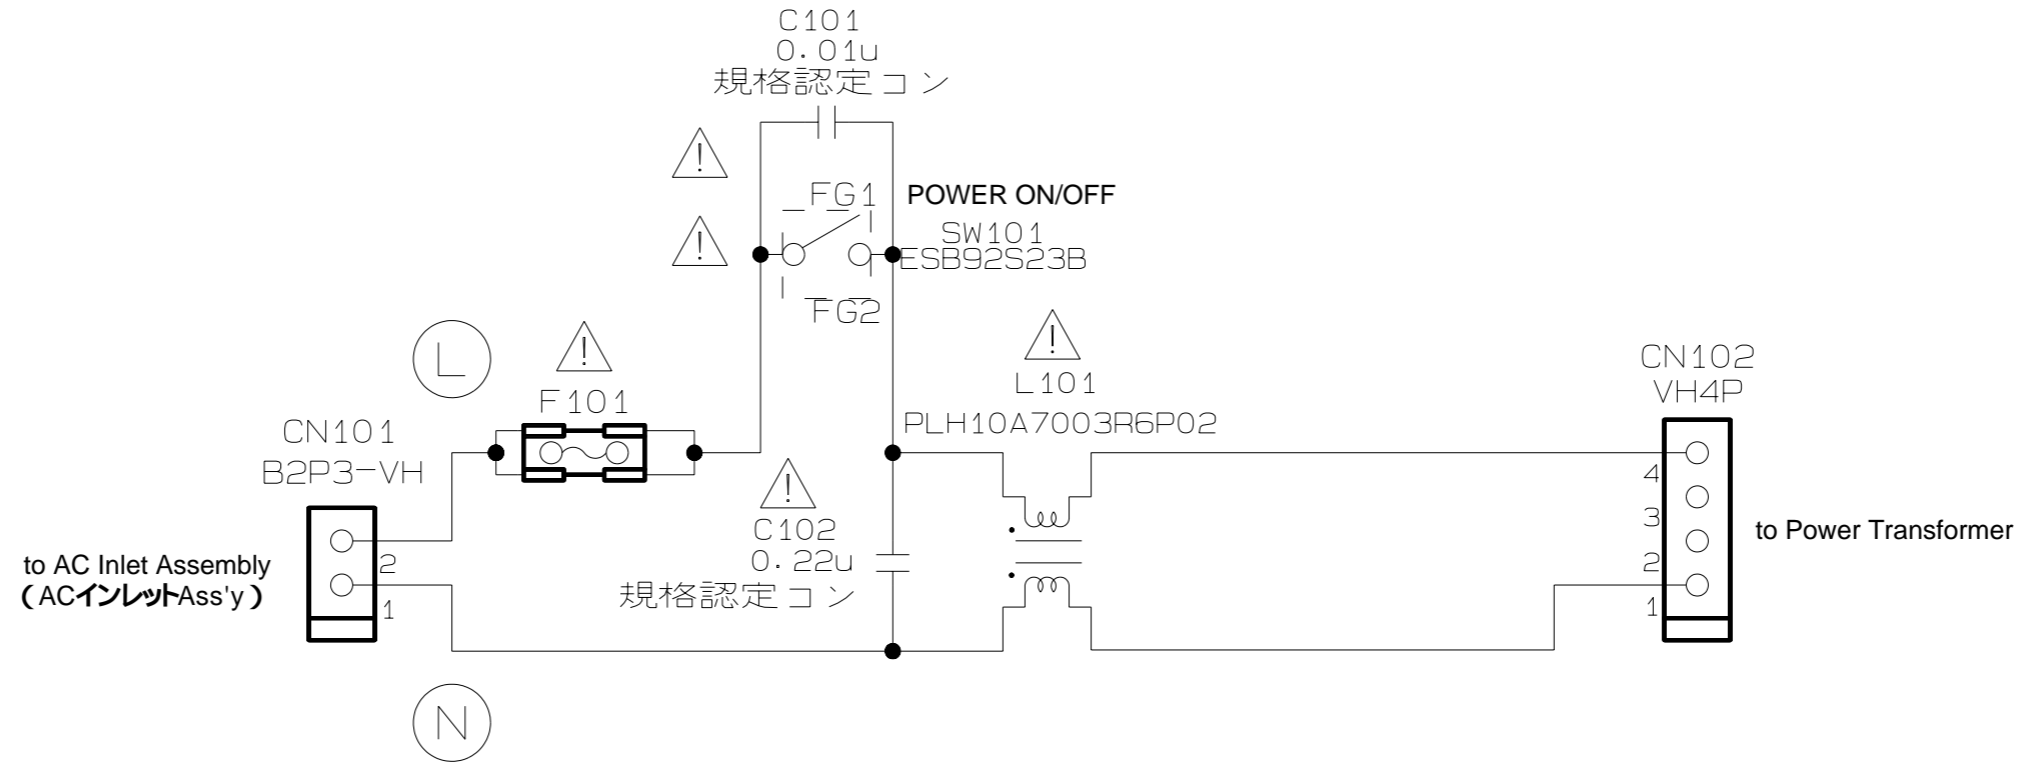 C101
0.01u
規格認定コン
!
FG1
POWER ON/OFF
!
SW101
ESB92S23B
FG2
L
!
F101
!
L101
PLH10A7003R6P02
CN102
VH4P
CN101
B2P3-VH
!
C102
0.22u
規格認定コン
4
3
2
1
to Power Transformer
to AC Inlet Assembly
(ACインレットAss'y)
2
1
N